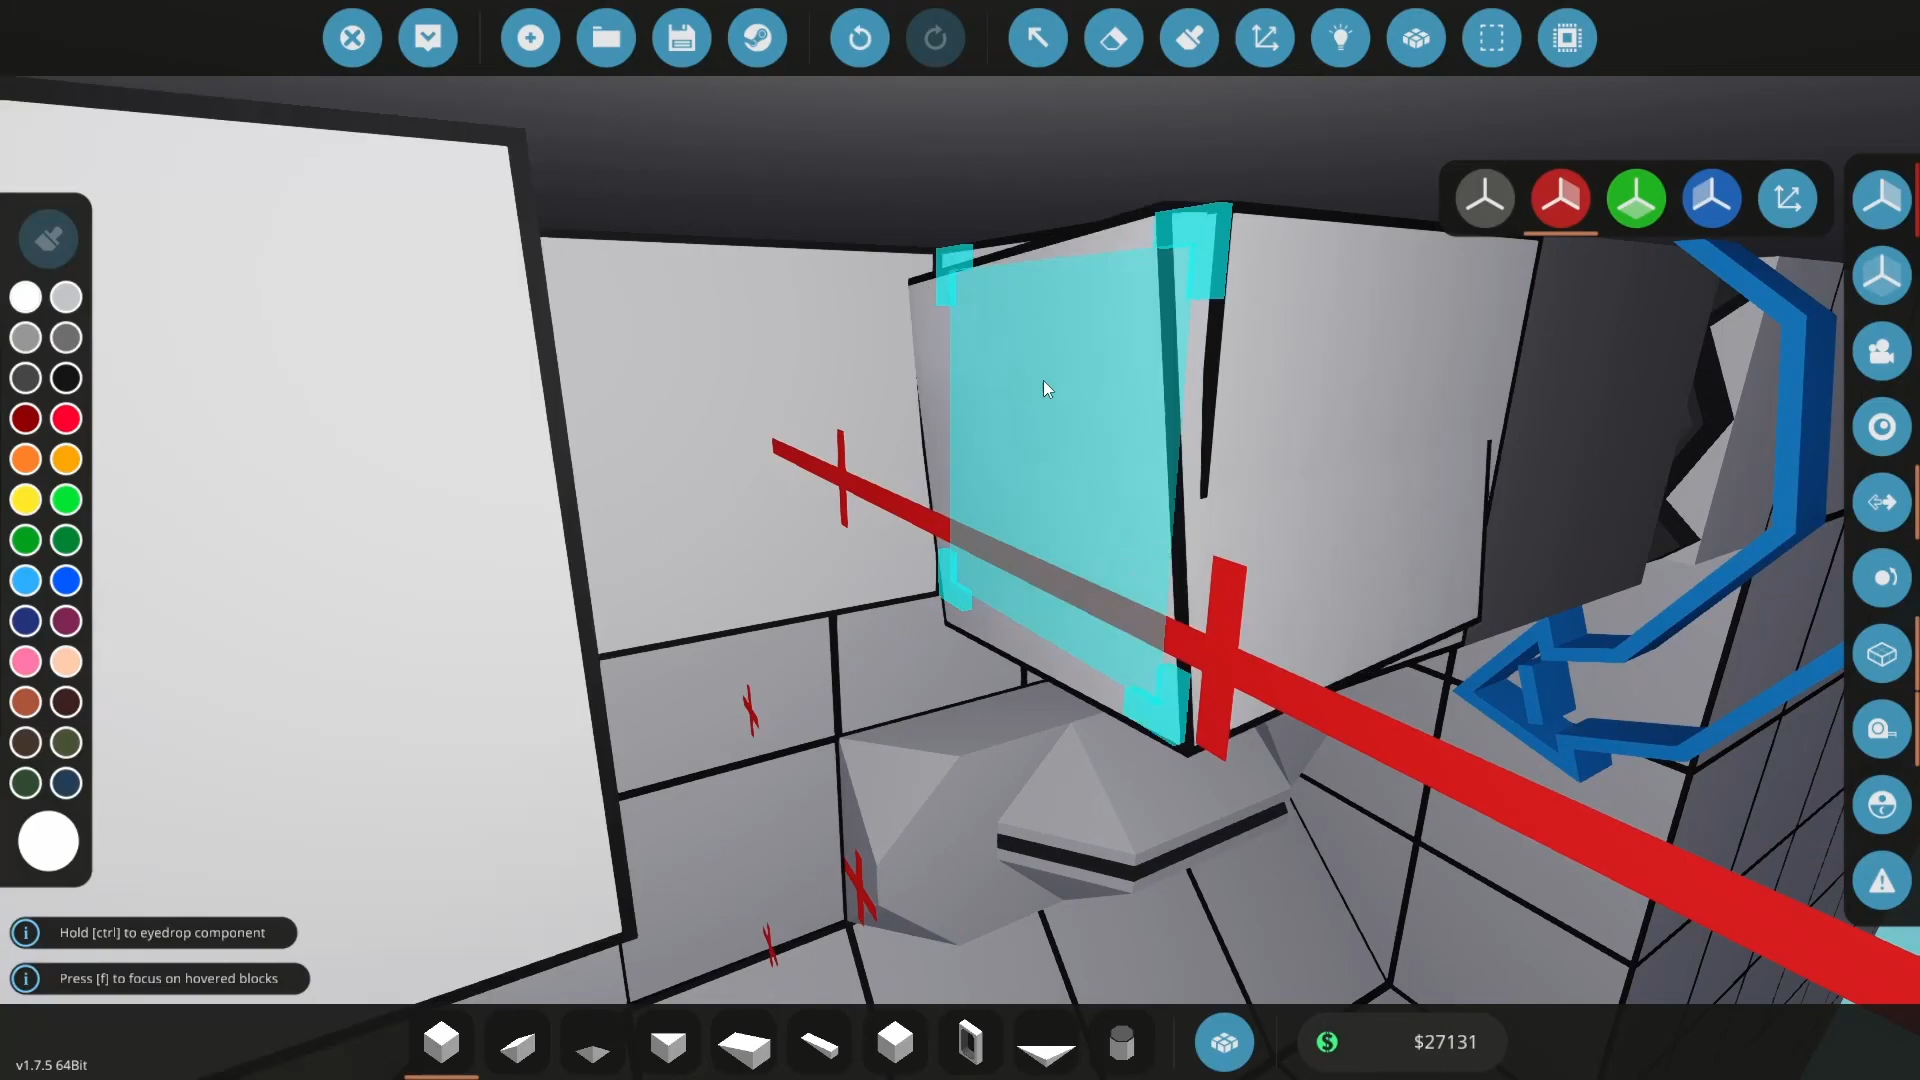 Hold [ctrl] to eyedrop component
Press [f] to focus on hovered blocks
$27131
v1.7.5 64Bit